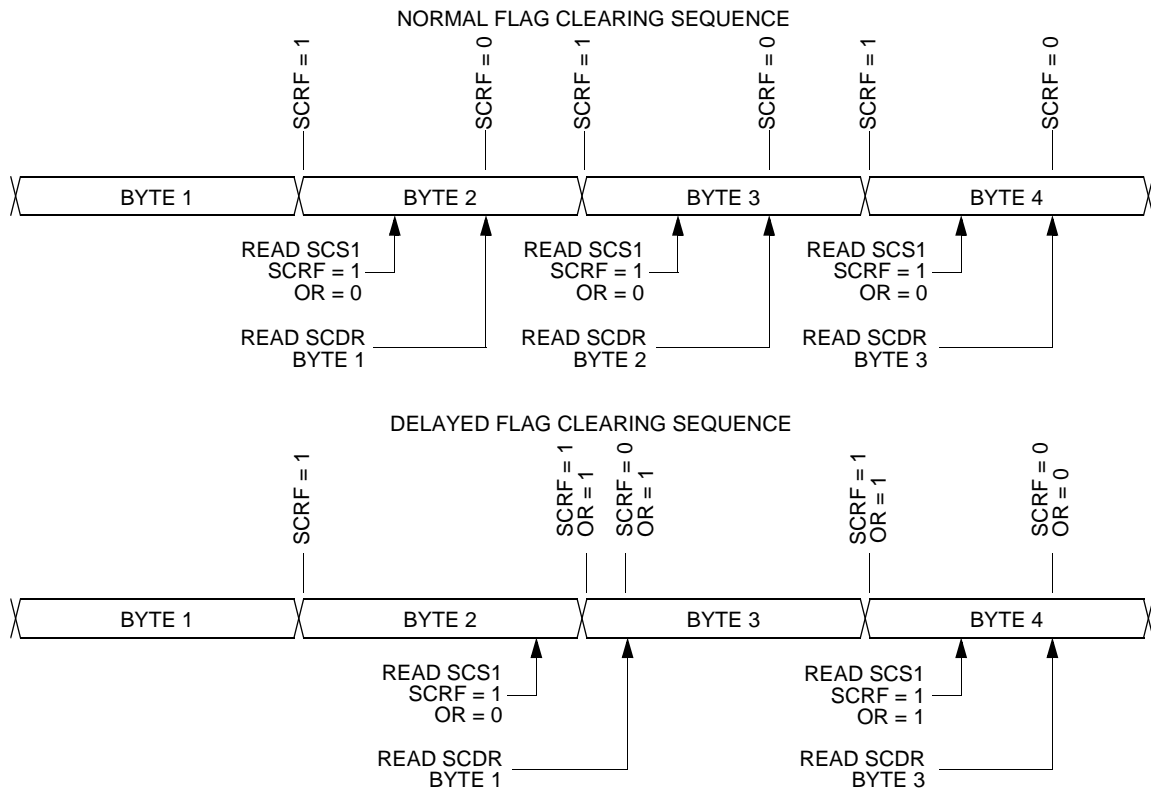 NORMAL FLAG CLEARING SEQUENCE
SCRF = 1
SCRF = 0
SCRF = 1
SCRF = 0
SCRF = 1
SCRF = 0
BYTE 1
BYTE 2
BYTE 3
BYTE 4
READ SCS1
SCRF = 1
OR = 0
READ SCS1
SCRF = 1
OR = 0
READ SCS1
SCRF = 1
OR = 0
READ SCDR
BYTE 1
READ SCDR
BYTE 2
READ SCDR
BYTE 3
DELAYED FLAG CLEARING SEQUENCE
SCRF = 1
SCRF = 1
OR = 1
SCRF = 0
OR = 1
SCRF = 1
OR = 1
SCRF = 0
OR = 0
BYTE 1
BYTE 2
BYTE 3
BYTE 4
READ SCS1
SCRF = 1
OR = 0
READ SCS1
SCRF = 1
OR = 1
READ SCDR
BYTE 1
READ SCDR
BYTE 3